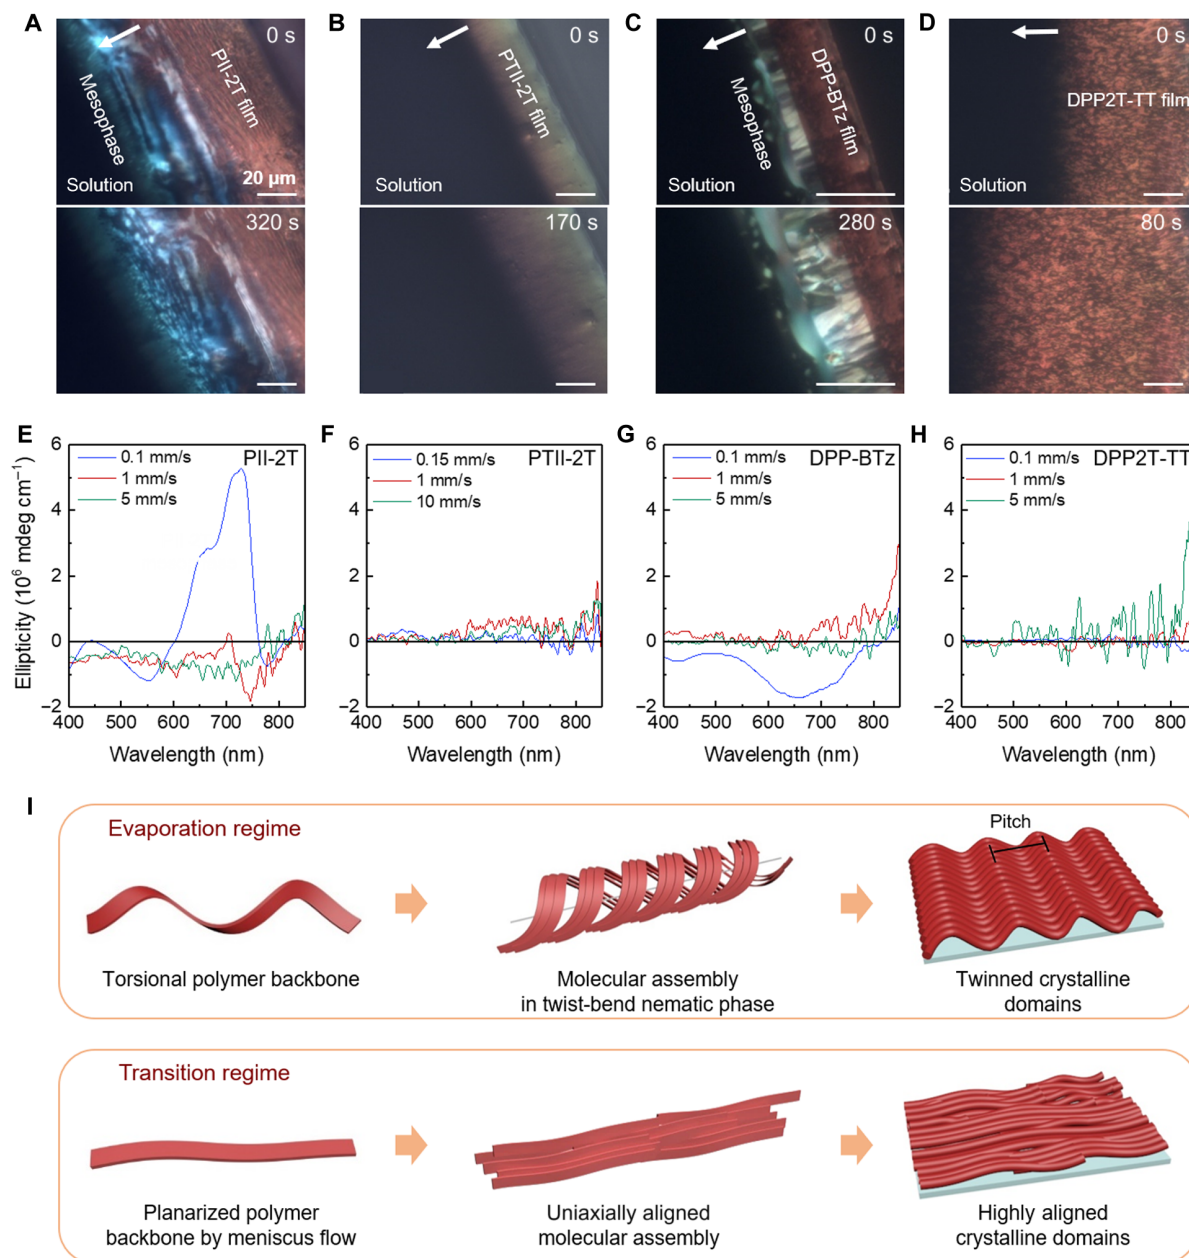 A
0 s
Mesophase
PII-2T film
Solution
20 µm
320 s
B
0 s
PTII-2T film
Solution
170 s
C
0 s
Mesophase
DPP-BTz film
Solution
280 s
D
0 s
DPP2T-TT film
Solution
80 s
E
Ellipticity (10⁶ mdeg cm⁻¹)
6
4
2
0
−2
0.1 mm/s
1 mm/s
5 mm/s
PII-2T
400 500 600 700 800
Wavelength (nm)
F
6
4
2
0
−2
0.15 mm/s
1 mm/s
10 mm/s
PTII-2T
400 500 600 700 800
Wavelength (nm)
G
6
4
2
0
−2
0.1 mm/s
1 mm/s
5 mm/s
DPP-BTz
400 500 600 700 800
Wavelength (nm)
H
6
4
2
0
−2
0.1 mm/s
1 mm/s
5 mm/s
DPP2T-TT
400 500 600 700 800
Wavelength (nm)
I
Evaporation regime
Torsional polymer backbone
Molecular assembly
in twist-bend nematic phase
Pitch
Twinned crystalline
domains
Transition regime
Planarized polymer
backbone by meniscus flow
Uniaxially aligned
molecular assembly
Highly aligned
crystalline domains